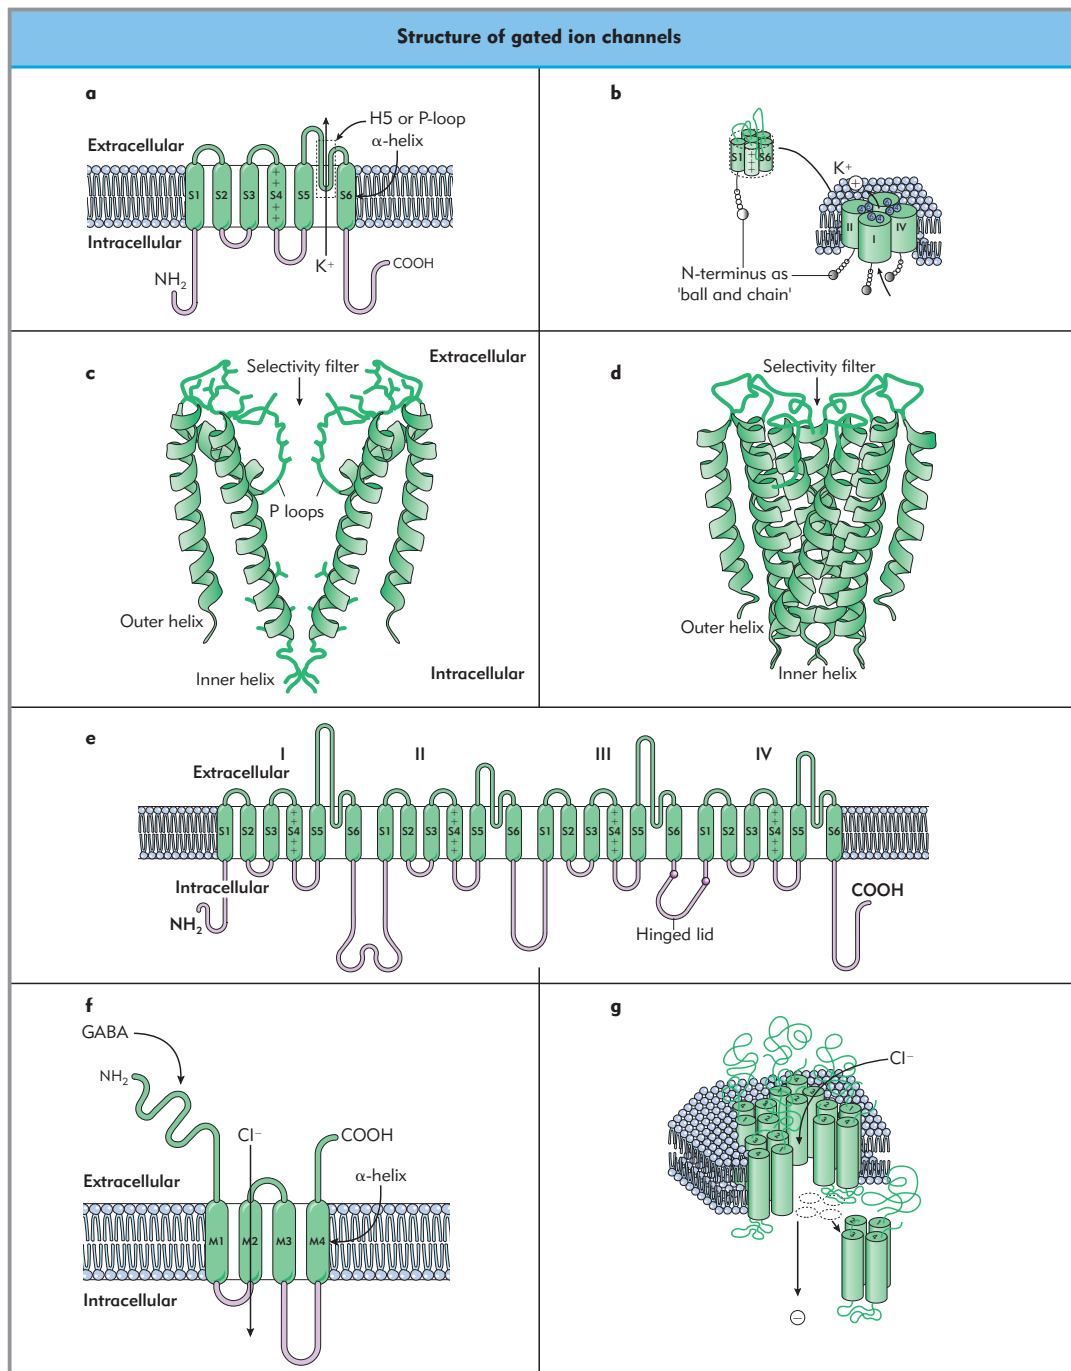 Structure of gated ion channels
a
H5 or P-loop
α-helix
Extracellular
S1 S2 S3 S4 S5 S6
+ + + +
Intracellular
K⁺
NH₂
COOH
b
S1 S6
K⁺
+
II IV
I
N-terminus as
'ball and chain'
c
Selectivity filter
Extracellular
P loops
Outer helix
Inner helix
Intracellular
d
Selectivity filter
Outer helix
Inner helix
e
I II III IV
Extracellular
S1 S2 S3 S4 S5 S6 S1 S2 S3 S4 S5 S6 S1 S2 S3 S4 S5 S6 S1 S2 S3 S4 S5 S6
Intracellular
NH₂
Hinged lid
COOH
f
GABA
NH₂
Cl⁻
COOH
α-helix
Extracellular
M1 M2 M3 M4
Intracellular
g
Cl⁻
−